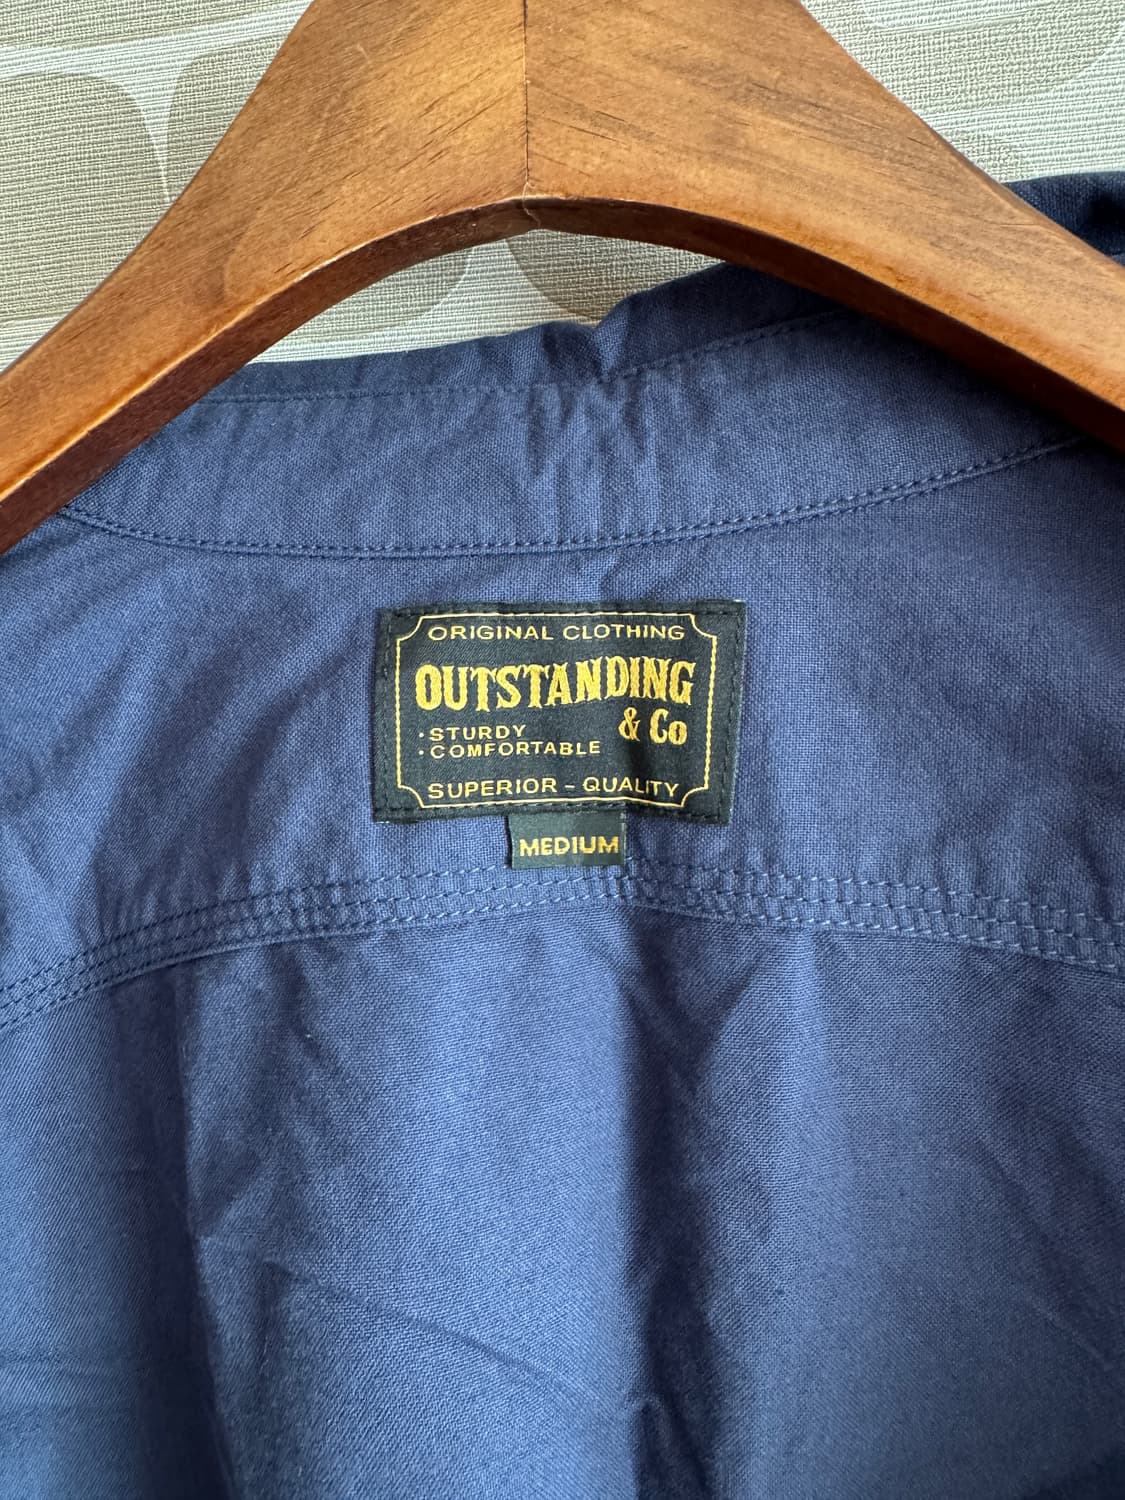 ORIGINAL CLOTHING
OUTSTANDING
& Co
·STURDY
·COMFORTABLE
SUPERIOR - QUALITY
MEDIUM